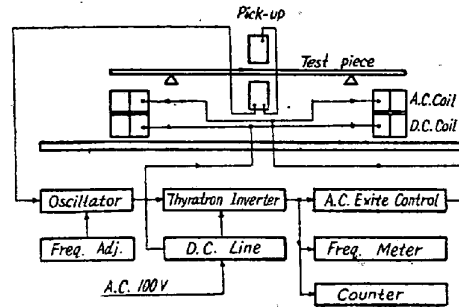 Pick-up
Test piece
A.C.Coil
D.C.Coil
Oscillator
Thyratron Inverter
A.C. Exite Control
Freq. Adj.
D.C. Line
Freq. Meter
A.C. 100V
Counter